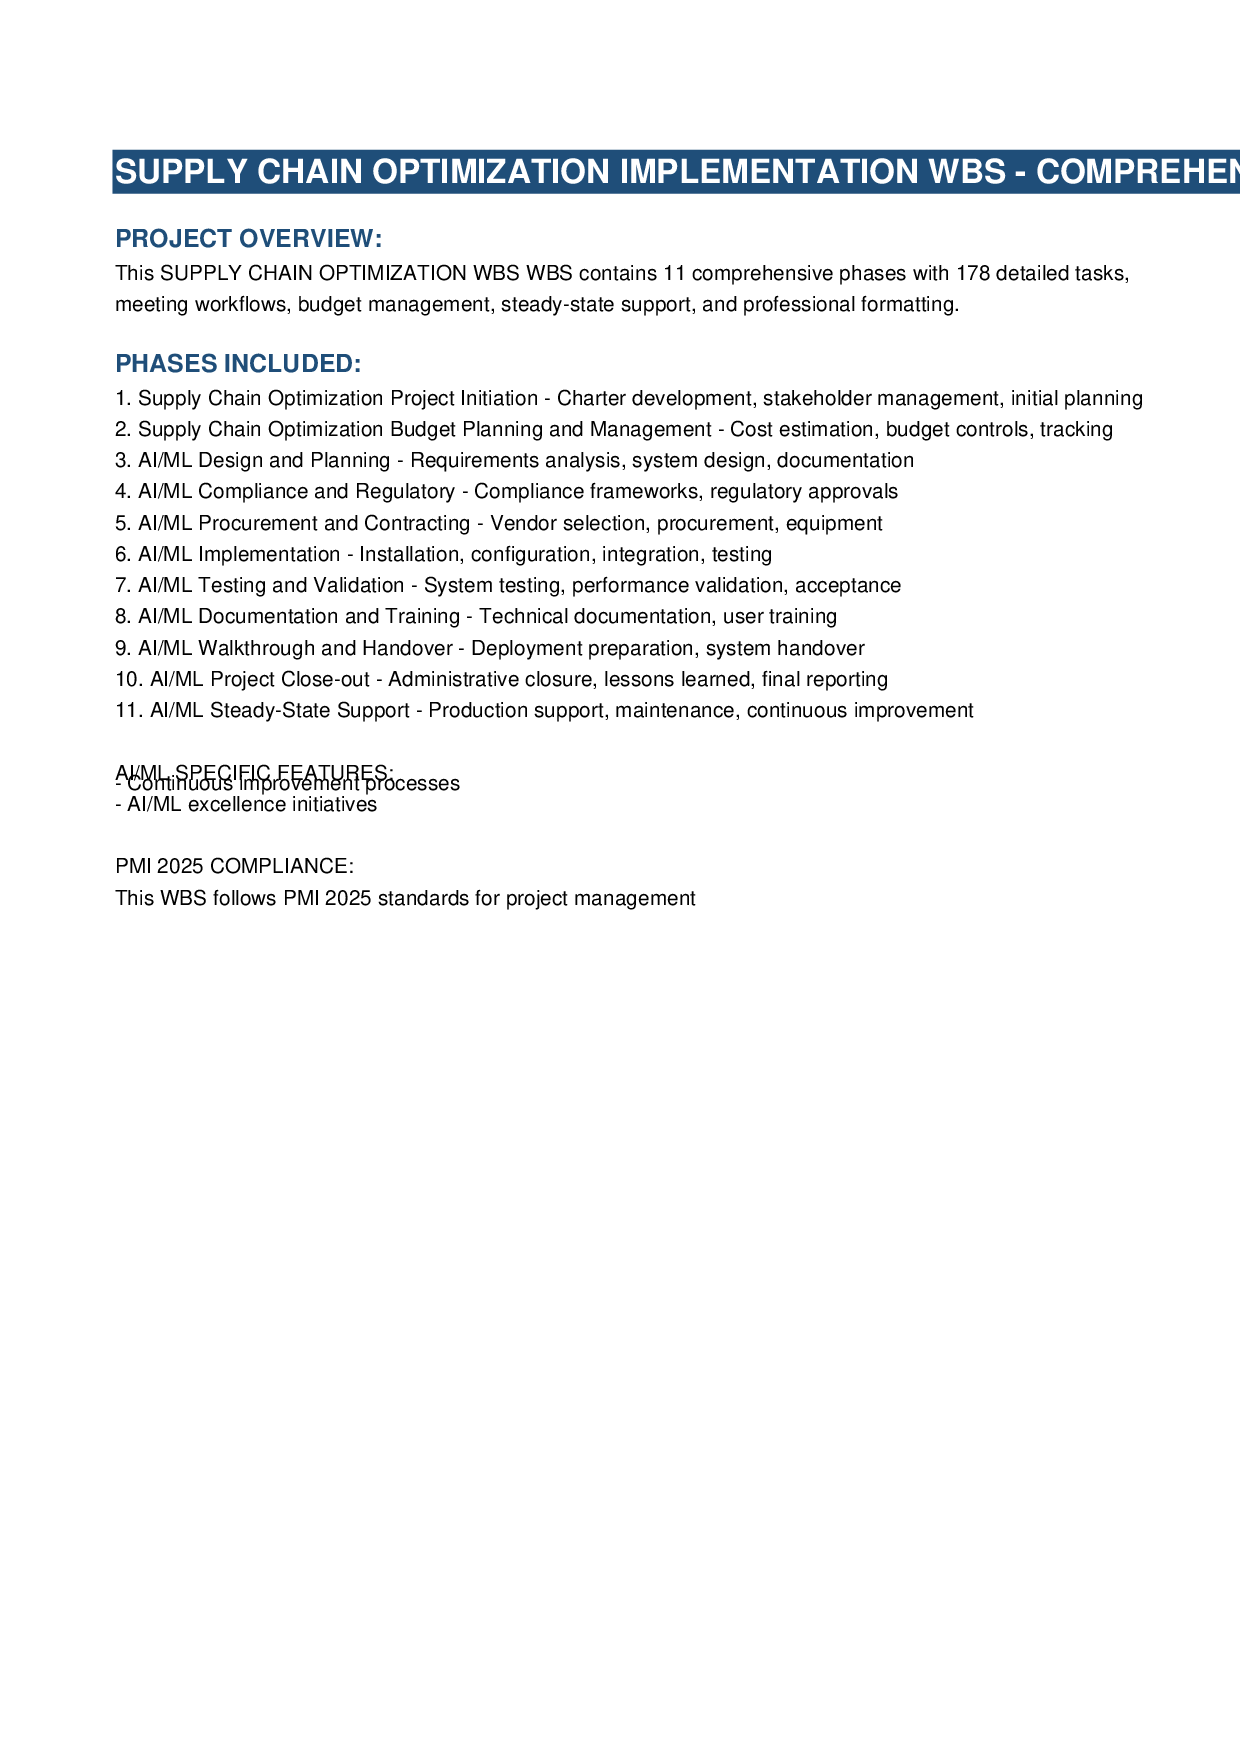 SUPPLY CHAIN OPTIMIZATION IMPLEMENTATION WBS - COMPREHEN
PROJECT OVERVIEW:
This SUPPLY CHAIN OPTIMIZATION WBS WBS contains 11 comprehensive phases with 178 detailed tasks,
meeting workflows, budget management, steady-state support, and professional formatting.
PHASES INCLUDED:
1. Supply Chain Optimization Project Initiation - Charter development, stakeholder management, initial planning
2. Supply Chain Optimization Budget Planning and Management - Cost estimation, budget controls, tracking
3. AI/ML Design and Planning - Requirements analysis, system design, documentation
4. AI/ML Compliance and Regulatory - Compliance frameworks, regulatory approvals
5. AI/ML Procurement and Contracting - Vendor selection, procurement, equipment
6. AI/ML Implementation - Installation, configuration, integration, testing
7. AI/ML Testing and Validation - System testing, performance validation, acceptance
8. AI/ML Documentation and Training - Technical documentation, user training
9. AI/ML Walkthrough and Handover - Deployment preparation, system handover
10. AI/ML Project Close-out - Administrative closure, lessons learned, final reporting
11. AI/ML Steady-State Support - Production support, maintenance, continuous improvement
AI/ML SPECIFIC FEATURES:
- Continuous improvement processes
- AI/ML excellence initiatives
PMI 2025 COMPLIANCE:
This WBS follows PMI 2025 standards for project management